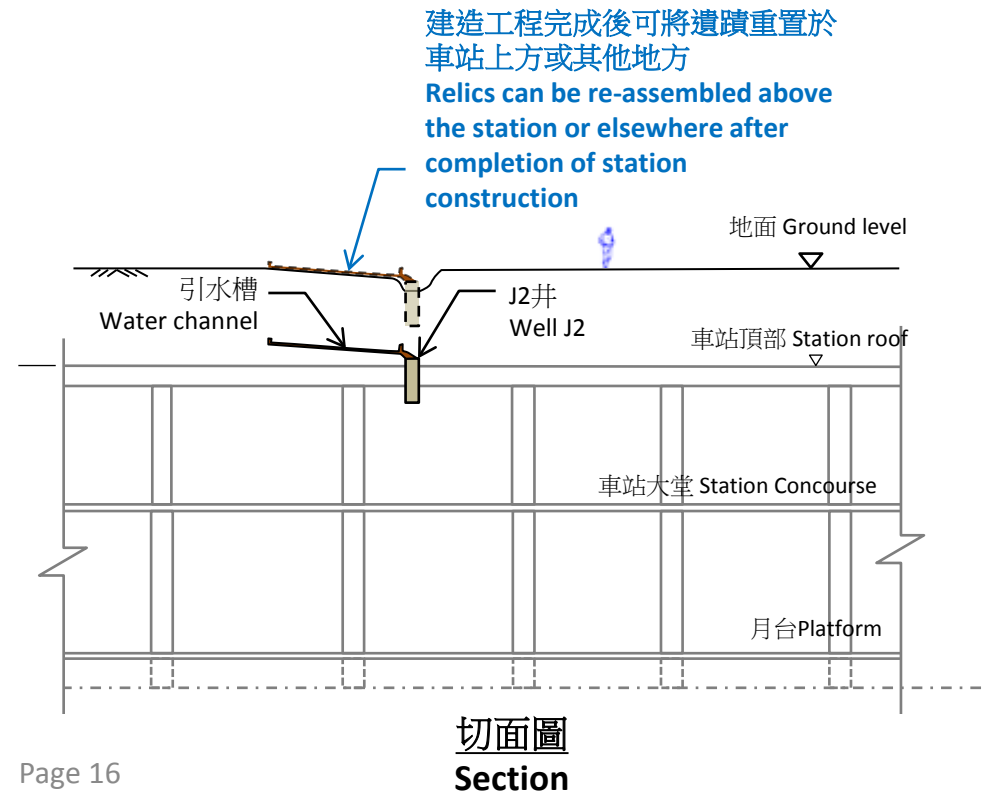 建造工程完成後可將遺蹟重置於
車站上方或其他地方
Relics can be re-assembled above
the station or elsewhere after
completion of station
construction
地面 Ground level
引水槽
Water channel
J2井
Well J2
車站頂部 Station roof
車站大堂 Station Concourse
月台Platform
切面圖
Section
Page 16